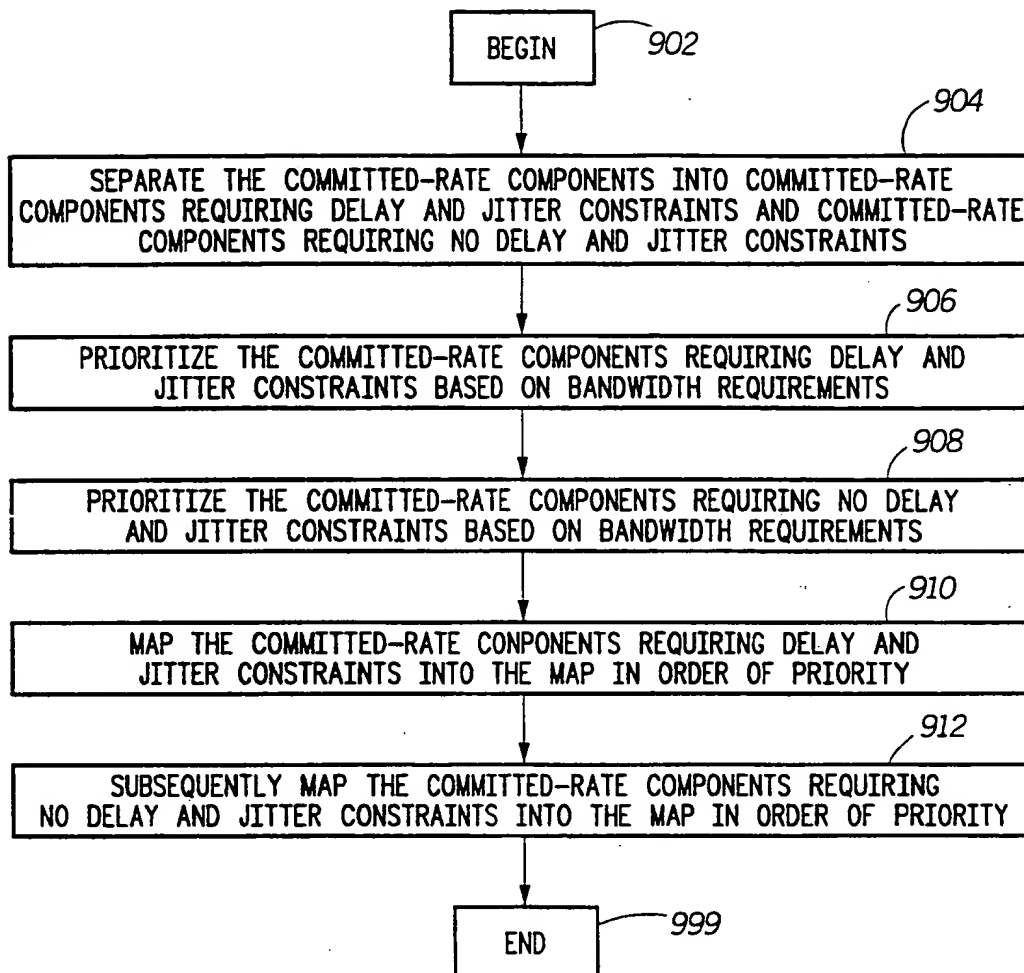 BEGIN
902
904
SEPARATE THE COMMITTED-RATE COMPONENTS INTO COMMITTED-RATE
COMPONENTS REQUIRING DELAY AND JITTER CONSTRAINTS AND COMMITTED-RATE
COMPONENTS REQUIRING NO DELAY AND JITTER CONSTRAINTS
906
PRIORITIZE THE COMMITTED-RATE COMPONENTS REQUIRING DELAY AND
JITTER CONSTRAINTS BASED ON BANDWIDTH REQUIREMENTS
908
PRIORITIZE THE COMMITTED-RATE COMPONENTS REQUIRING NO DELAY
AND JITTER CONSTRAINTS BASED ON BANDWIDTH REQUIREMENTS
910
MAP THE COMMITTED-RATE CONPONENTS REQUIRING DELAY AND
JITTER CONSTRAINTS INTO THE MAP IN ORDER OF PRIORITY
912
SUBSEQUENTLY MAP THE COMMITTED-RATE COMPONENTS REQUIRING
NO DELAY AND JITTER CONSTRAINTS INTO THE MAP IN ORDER OF PRIORITY
END
999